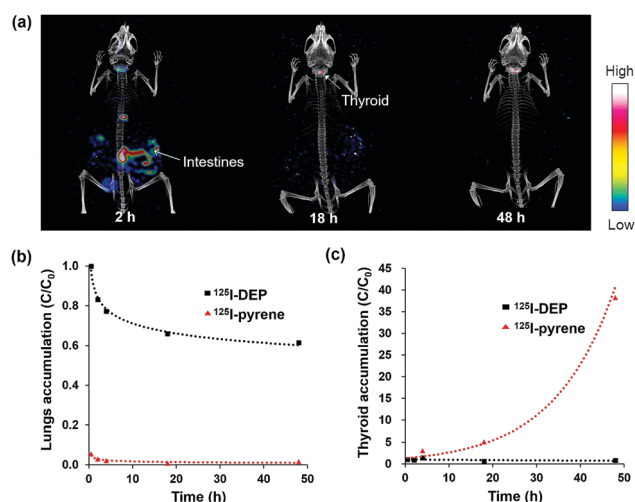 (a)
High
Thyroid
Intestines
Low
2 h
18 h
48 h
(b)
(c)
Lungs accumulation (C/C₀)
1.0
0.8
0.6
0.4
0.2
0.0
¹²⁵I-DEP
¹²⁵I-pyrene
0
10
20
30
40
50
Time (h)
Thyroid accumulation (C/C₀)
45
40
35
30
25
20
15
10
5
0
¹²⁵I-DEP
¹²⁵I-pyrene
0
10
20
30
40
50
Time (h)